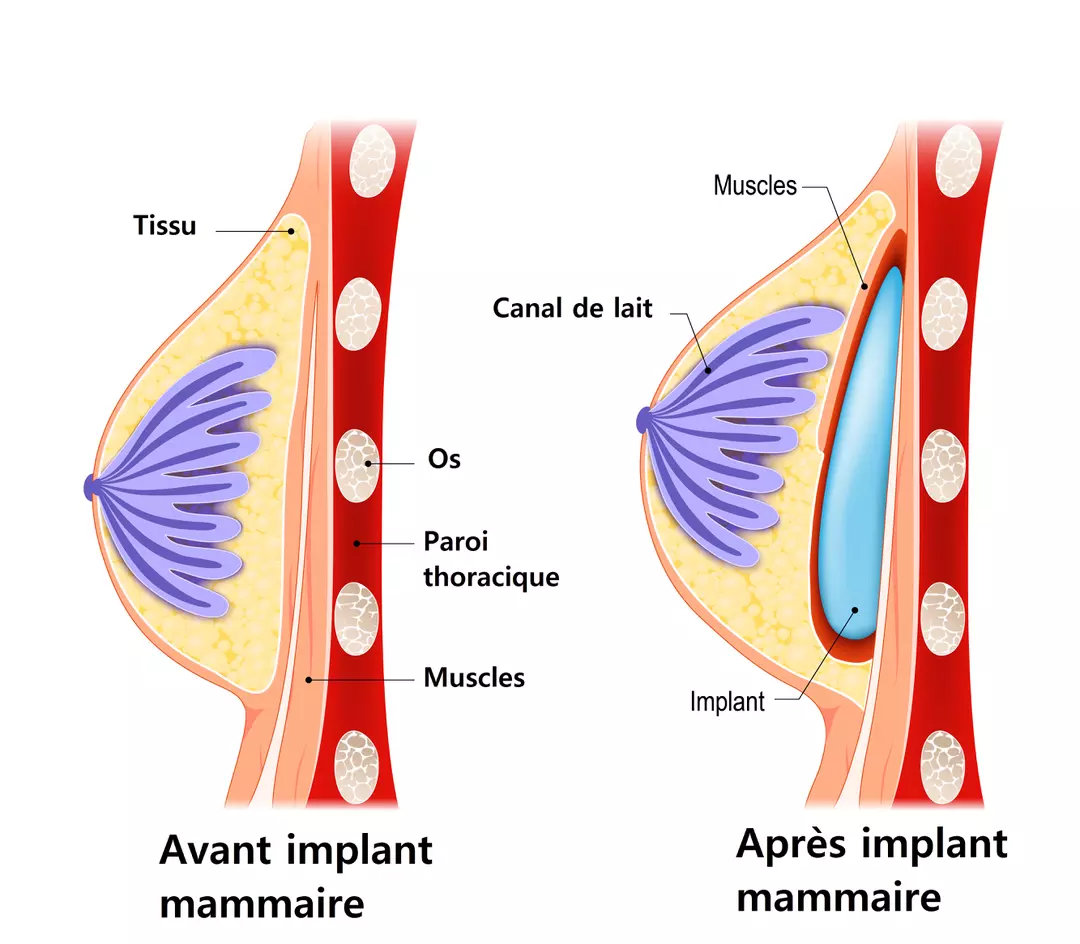 Tissu
Os
Paroi
thoracique
Muscles
Avant implant
mammaire
Muscles
Canal de lait
Implant
Après implant
mammaire